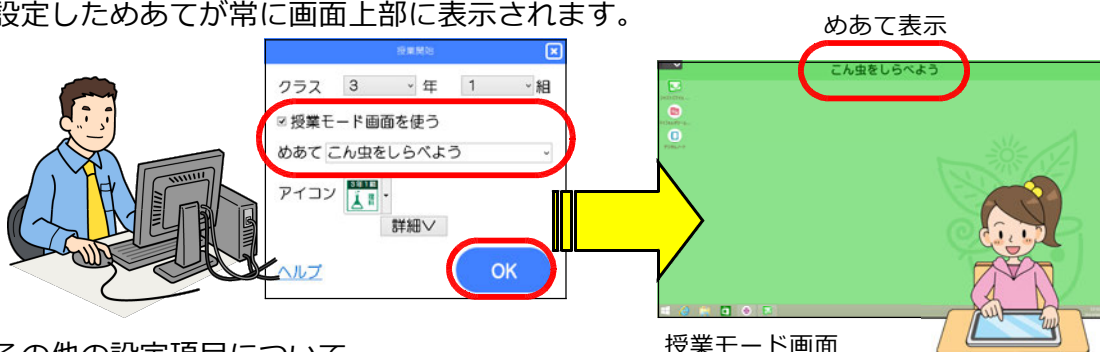 設定しためあてが常に画面上部に表示されます。
めあて表示
授業開始
クラス 3 年 1 組
授業モード画面を使う
めあて こん虫をしらべよう
アイコン
3年1組
詳細∨
ヘルプ
OK
こん虫をしらべよう
授業モード画面
その他の設定項目について